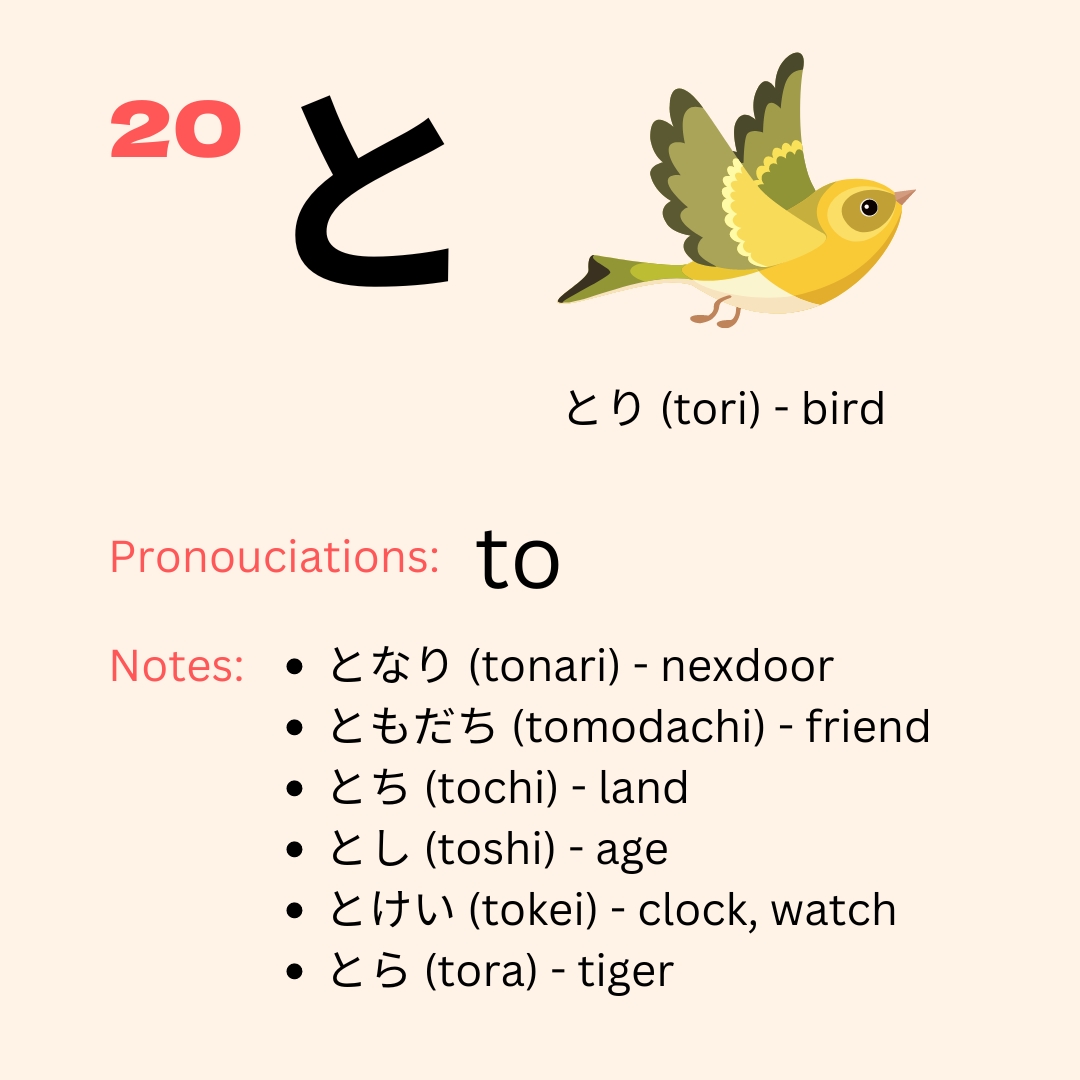 20
と
とり (tori) - bird
Pronouciations: to
Notes:
• となり (tonari) - nexdoor
• ともだち (tomodachi) - friend
• とち (tochi) - land
• とし (toshi) - age
• とけい (tokei) - clock, watch
• とら (tora) - tiger